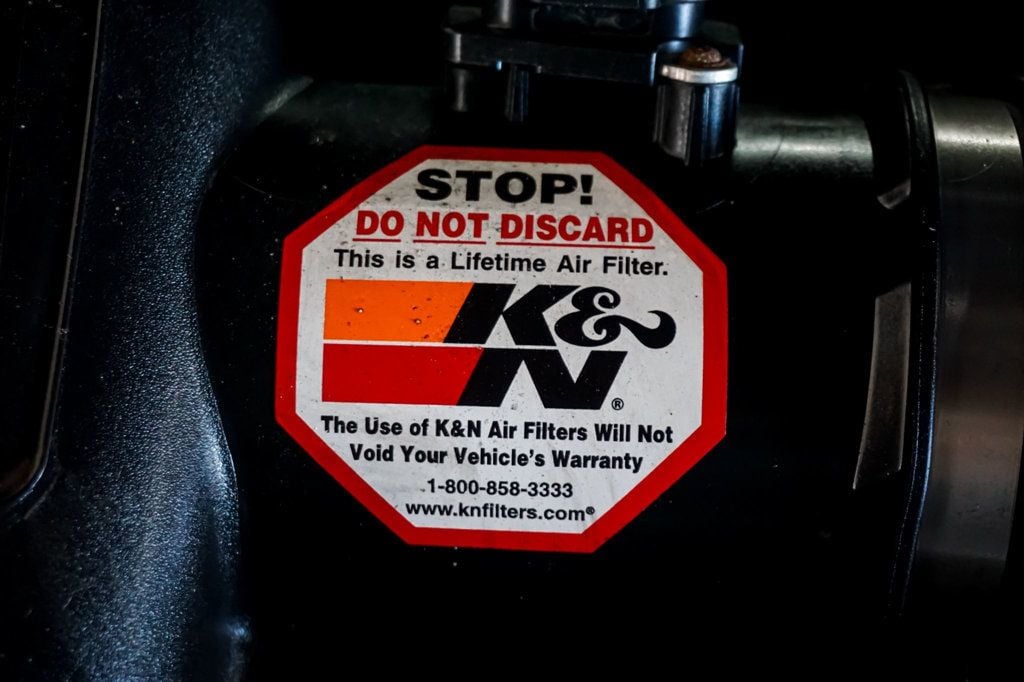 STOP!
DO NOT DISCARD
This is a Lifetime Air Filter.
K&
N®
The Use of K&N Air Filters Will Not
Void Your Vehicle's Warranty
1-800-858-3333
www.knfilters.com®